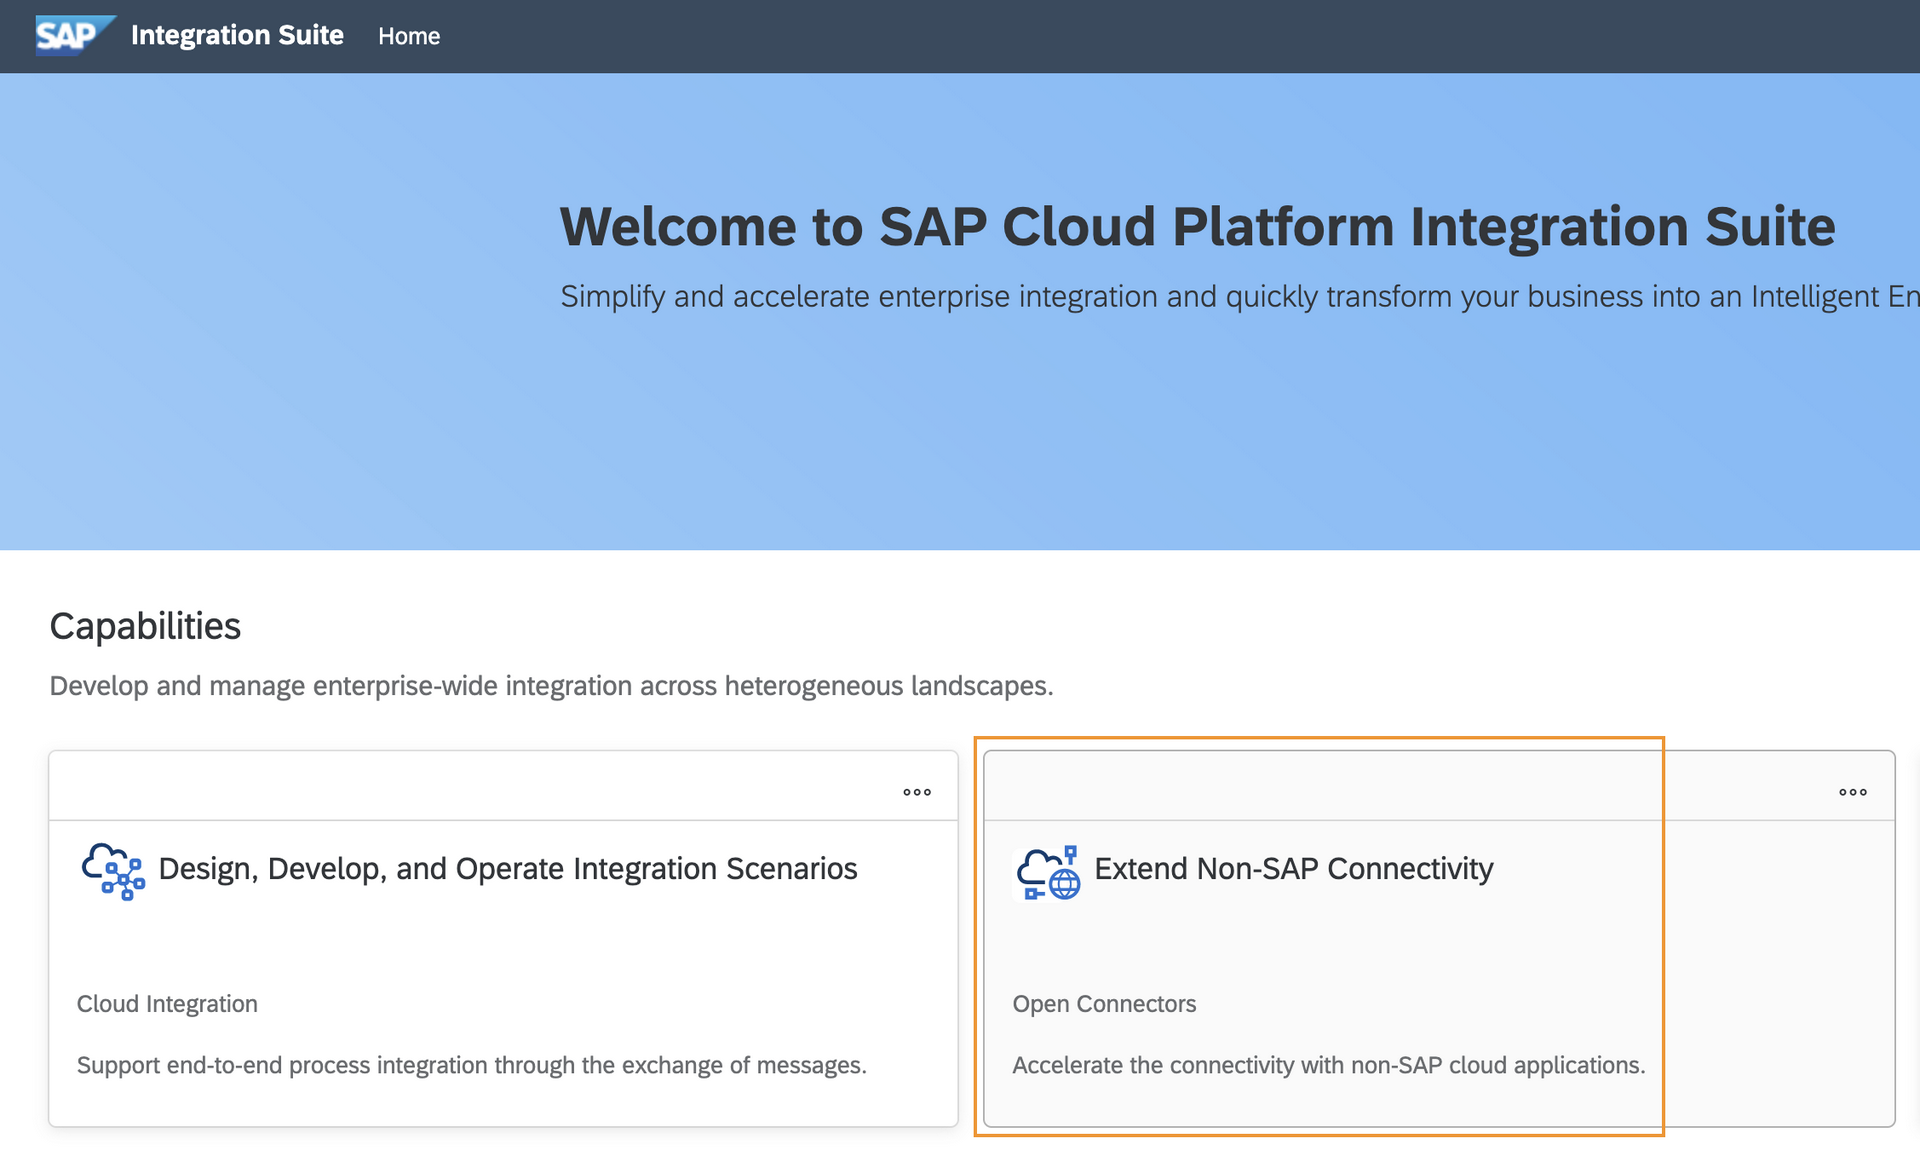 SAP Integration Suite Home
Welcome to SAP Cloud Platform Integration Suite
Simplify and accelerate enterprise integration and quickly transform your business into an Intelligent En
Capabilities
Develop and manage enterprise-wide integration across heterogeneous landscapes.
Design, Develop, and Operate Integration Scenarios
Cloud Integration
Support end-to-end process integration through the exchange of messages.
Extend Non-SAP Connectivity
Open Connectors
Accelerate the connectivity with non-SAP cloud applications.